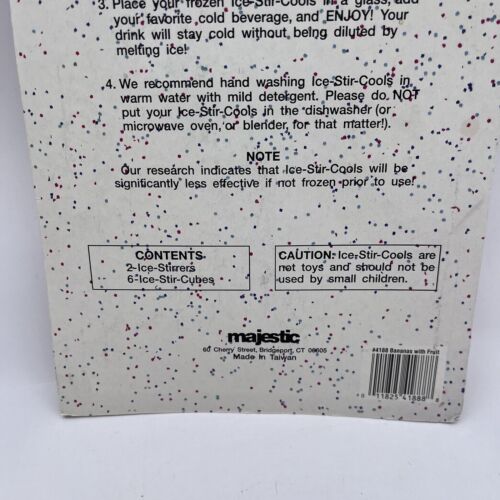 3. Place your frozen Ice-Stir-Cools in a glass, add
your favorite cold beverage, and ENJOY! Your
drink will stay cold without being diluted by
melting ice!
4. We recommend hand washing Ice-Stir-Cools in
warm water with mild detergent. Please do NOT
put your Ice-Stir-Cools in the dishwasher (or
microwave oven, or blender, for that matter!).
NOTE
Our research indicates that Ice-Stir-Cools will be
significantly less effective if not frozen prior to use!
CONTENTS
2-Ice-Stirrers
6-Ice-Stir-Cubes
CAUTION: Ice-Stir-Cools are
not toys and should not be
used by small children.
majestic
60 Cherry Street, Bridgeport, CT 06605
Made in Taiwan
#4188 Bananas with Fruit
0 11825 41888 8